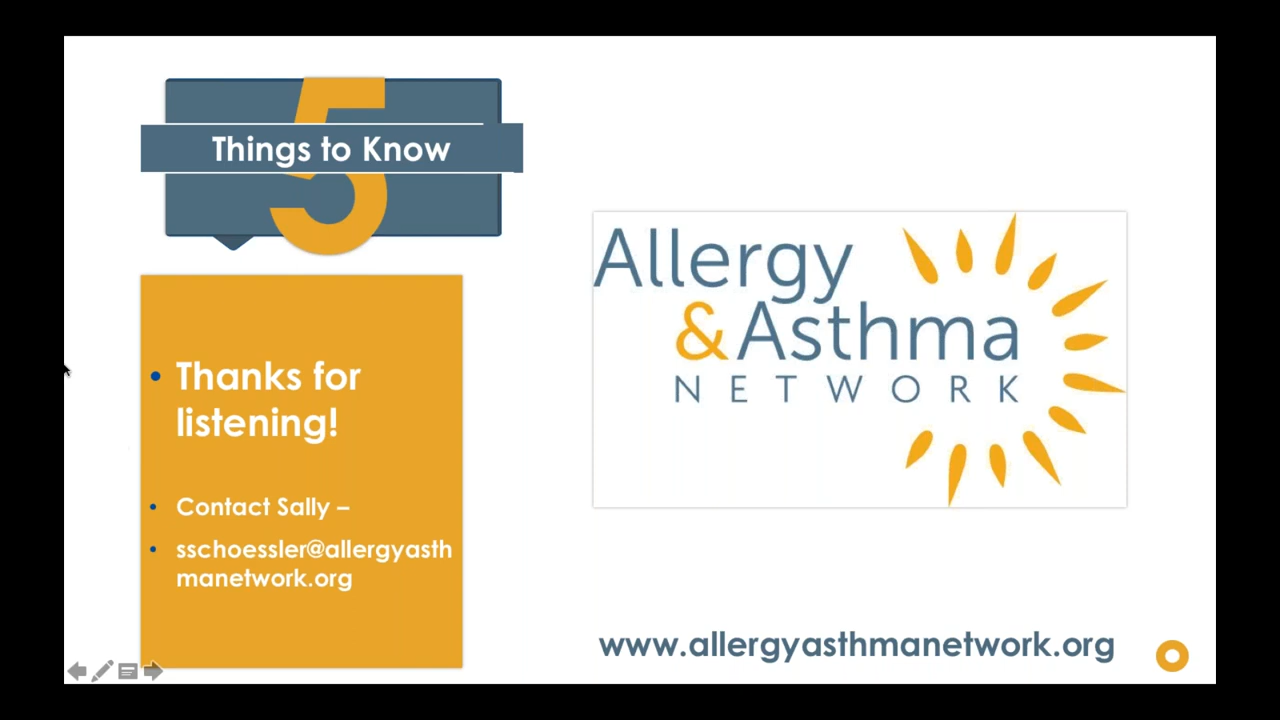 5
Things to Know
• Thanks for
listening!
• Contact Sally –
• sschoessler@allergyasth
manetwork.org
Allergy
&Asthma
NETWORK
www.allergyasthmanetwork.org